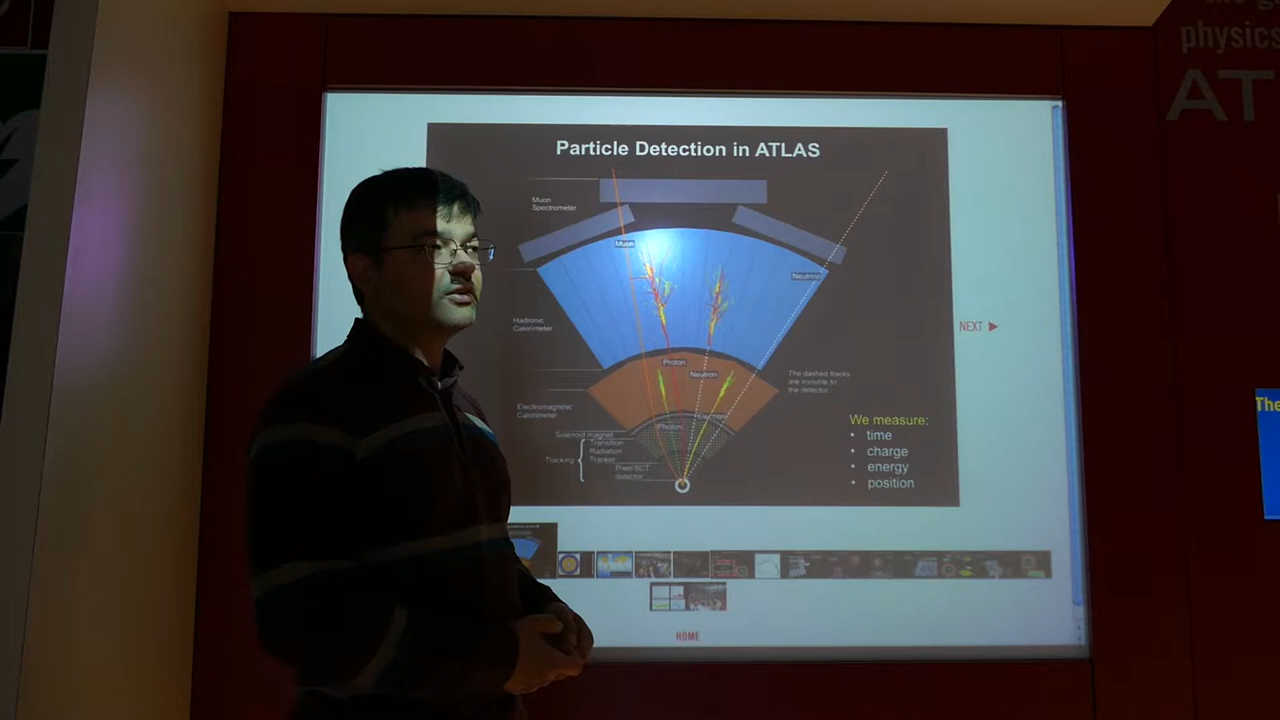 physics
AT
Particle Detection in ATLAS
Muon
Spectrometer
Muon
Neutrino
Hadronic
Calorimeter
NEXT
Proton
Neutron
The dashed tracks
are invisible to
the detector
Electromagnetic
Calorimeter
Photon
We measure:
• time
• charge
• energy
• position
Solenoid magnet
Transition
Radiation
Tracker
Tracking
Pixel/SCT
detector
The
HOME